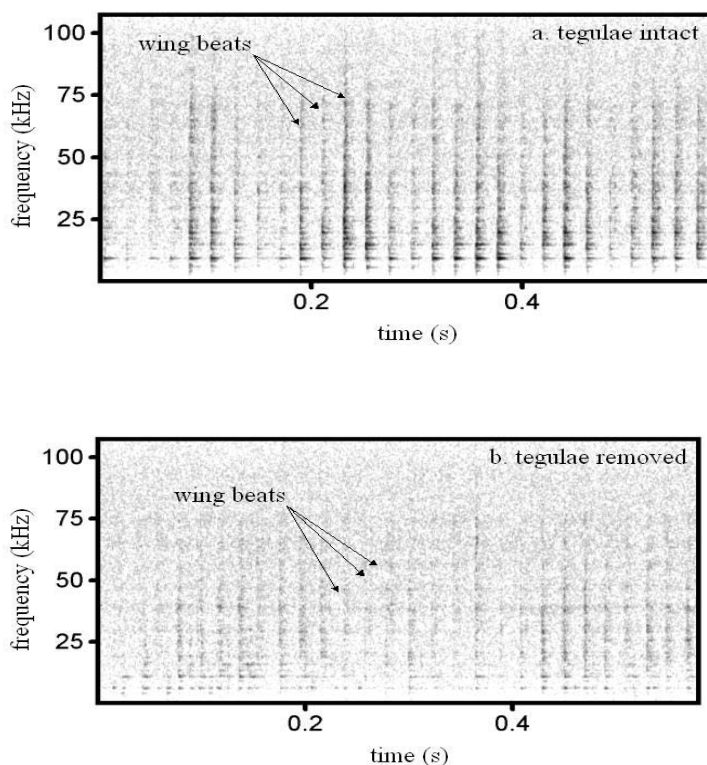 100
a. tegulae intact
wing beats
75
frequency (kHz)
50
25
0.2
0.4
time (s)
100
b. tegulae removed
wing beats
75
frequency (kHz)
50
25
0.2
0.4
time (s)